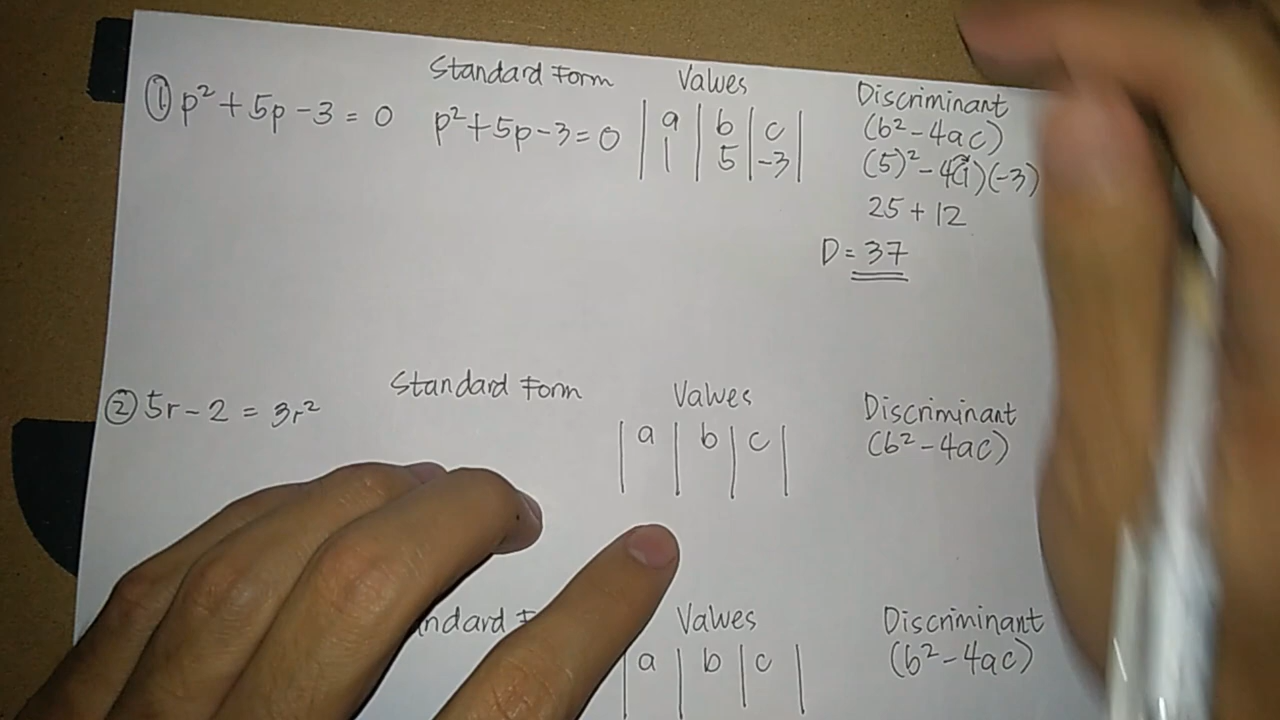 ① p² + 5p - 3 = 0
Standard Form
p² + 5p - 3 = 0
Values
a b c
1 5 -3
Discriminant
(b² - 4ac)
(5)² - 4(1)(-3)
25 + 12
D = 37
② 5r - 2 = 3r²
Standard Form
Values
a b c
Discriminant
(b² - 4ac)
Values
a b c
Discriminant
(b² - 4ac)